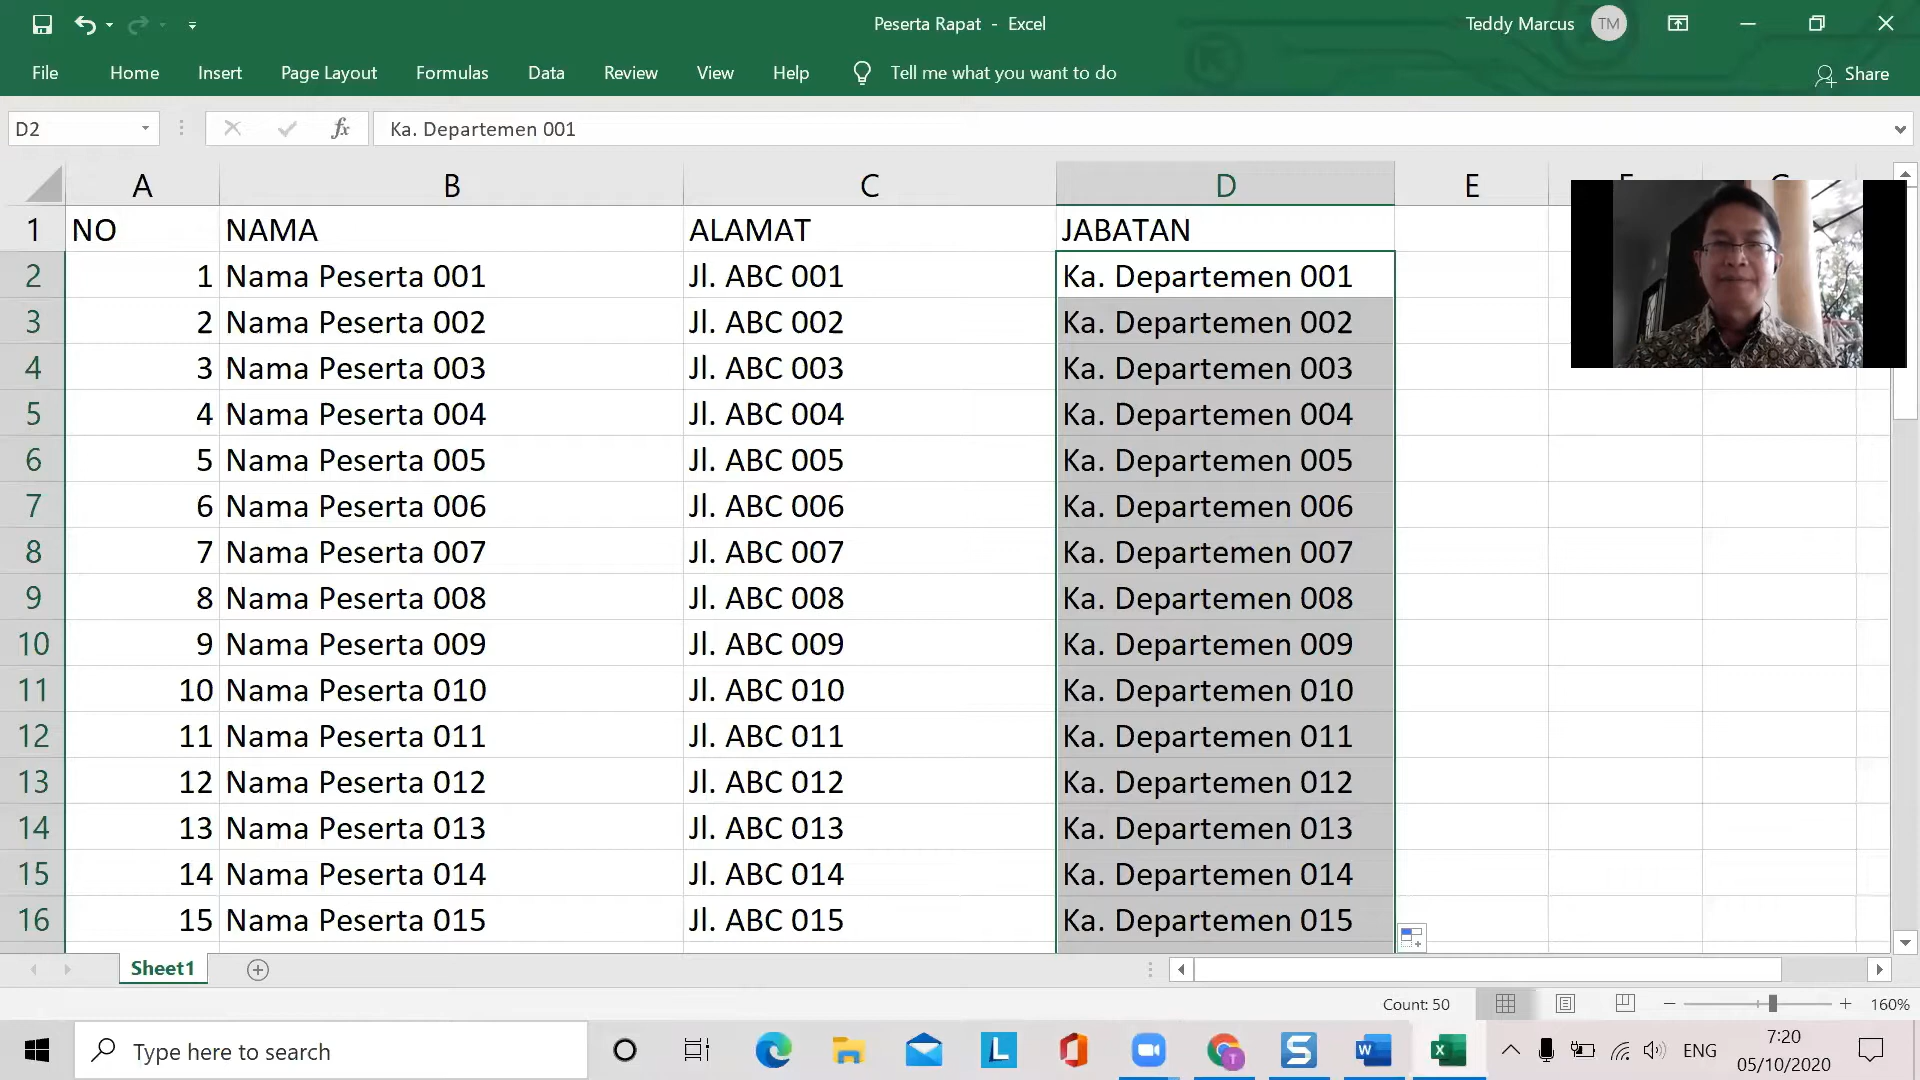 Peserta Rapat - Excel
Teddy Marcus TM
File Home Insert Page Layout Formulas Data Review View Help Tell me what you want to do Share
D2 fx Ka. Departemen 001
A B C D E
1 NO NAMA ALAMAT JABATAN
2 1 Nama Peserta 001 Jl. ABC 001 Ka. Departemen 001
3 2 Nama Peserta 002 Jl. ABC 002 Ka. Departemen 002
4 3 Nama Peserta 003 Jl. ABC 003 Ka. Departemen 003
5 4 Nama Peserta 004 Jl. ABC 004 Ka. Departemen 004
6 5 Nama Peserta 005 Jl. ABC 005 Ka. Departemen 005
7 6 Nama Peserta 006 Jl. ABC 006 Ka. Departemen 006
8 7 Nama Peserta 007 Jl. ABC 007 Ka. Departemen 007
9 8 Nama Peserta 008 Jl. ABC 008 Ka. Departemen 008
10 9 Nama Peserta 009 Jl. ABC 009 Ka. Departemen 009
11 10 Nama Peserta 010 Jl. ABC 010 Ka. Departemen 010
12 11 Nama Peserta 011 Jl. ABC 011 Ka. Departemen 011
13 12 Nama Peserta 012 Jl. ABC 012 Ka. Departemen 012
14 13 Nama Peserta 013 Jl. ABC 013 Ka. Departemen 013
15 14 Nama Peserta 014 Jl. ABC 014 Ka. Departemen 014
16 15 Nama Peserta 015 Jl. ABC 015 Ka. Departemen 015
Sheet1
Count: 50 160%
Type here to search
ENG
7:20
05/10/2020